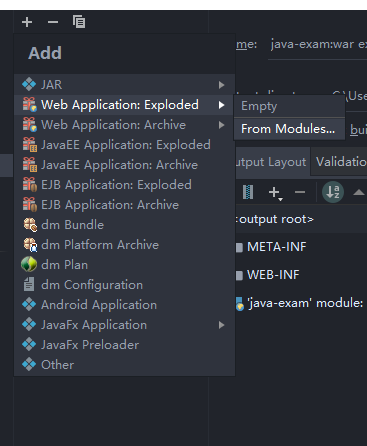 Add
JAR
Web Application: Exploded
Web Application: Archive
JavaEE Application: Exploded
JavaEE Application: Archive
EJB Application: Exploded
EJB Application: Archive
dm Bundle
dm Platform Archive
dm Plan
dm Configuration
Android Application
JavaFx Application
JavaFx Preloader
Other
Empty
From Modules...
me: java-exam:war ex
C:\Use
bui
utput Layout Validatio
<output root>
META-INF
WEB-INF
'java-exam' module: